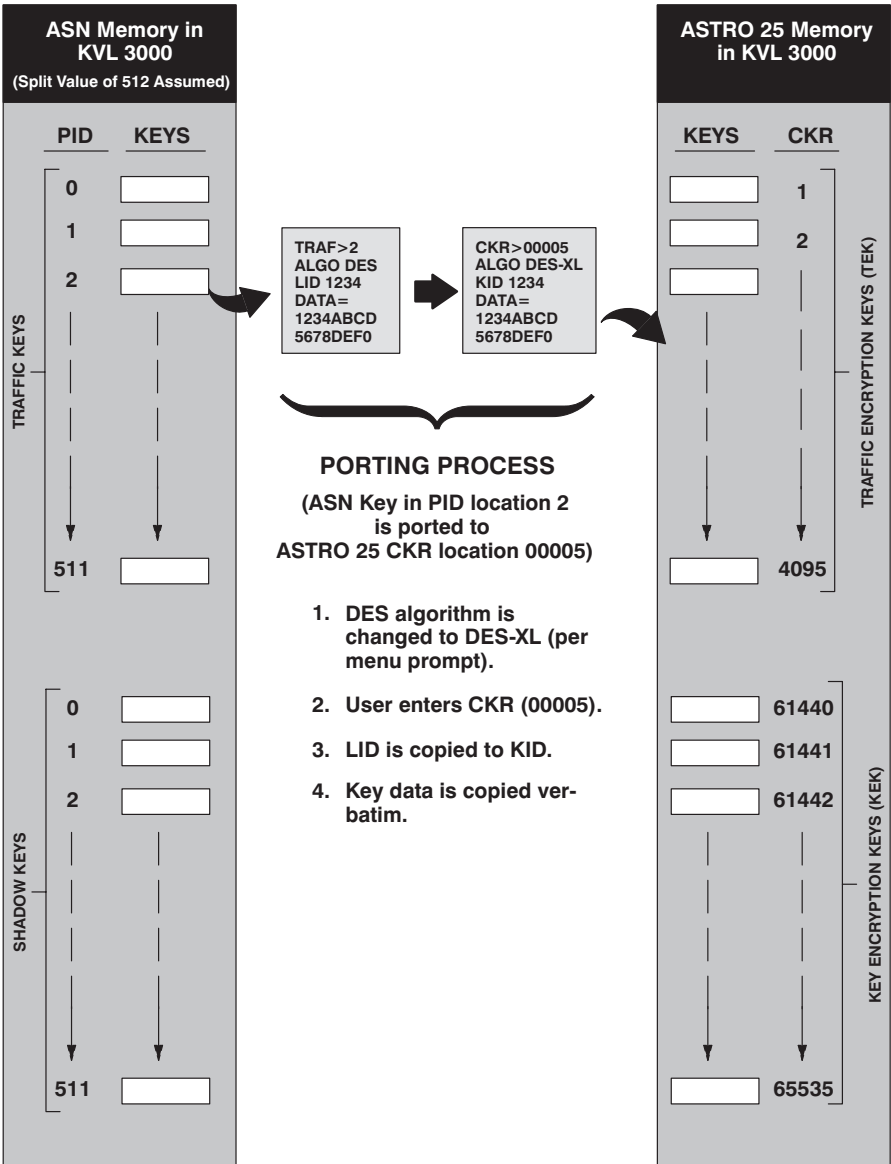 ASN Memory in
KVL 3000
(Split Value of 512 Assumed)
PID KEYS
TRAFFIC KEYS
0
1
2
511
SHADOW KEYS
0
1
2
511
TRAF>2
ALGO DES
LID 1234
DATA=
1234ABCD
5678DEF0
CKR>00005
ALGO DES-XL
KID 1234
DATA=
1234ABCD
5678DEF0
PORTING PROCESS
(ASN Key in PID location 2
is ported to
ASTRO 25 CKR location 00005)
1. DES algorithm is
changed to DES-XL (per
menu prompt).
2. User enters CKR (00005).
3. LID is copied to KID.
4. Key data is copied ver-
batim.
ASTRO 25 Memory
in KVL 3000
KEYS CKR
1
2
4095
TRAFFIC ENCRYPTION KEYS (TEK)
61440
61441
61442
65535
KEY ENCRYPTION KEYS (KEK)